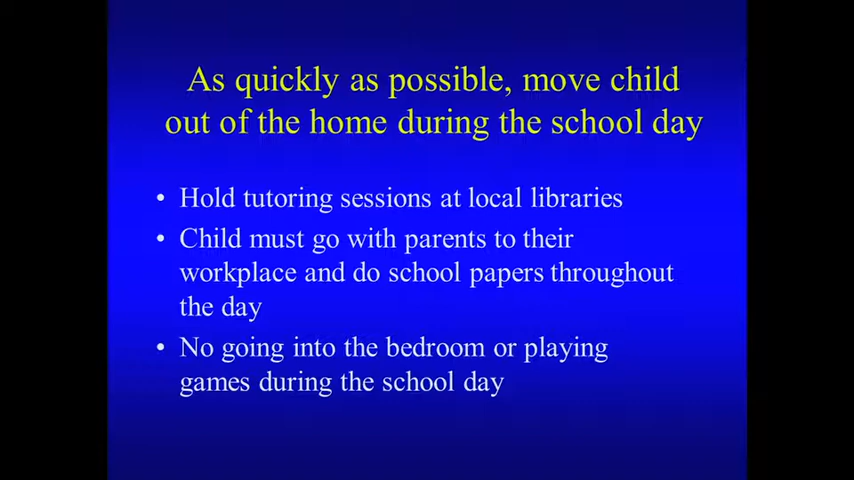 As quickly as possible, move child
out of the home during the school day
• Hold tutoring sessions at local libraries
• Child must go with parents to their
workplace and do school papers throughout
the day
• No going into the bedroom or playing
games during the school day